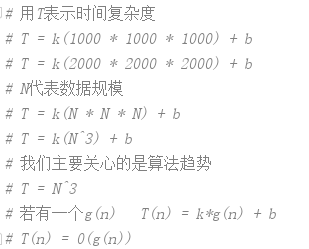 # 用T表示时间复杂度
# T = k(1000 * 1000 * 1000) + b
# T = k(2000 * 2000 * 2000) + b
# N代表数据规模
# T = k(N * N * N) + b
# T = k(N^3) + b
# 我们主要关心的是算法趋势
# T = N^3
# 若有一个g(n)   T(n) = k*g(n) + b
# T(n) = O(g(n))